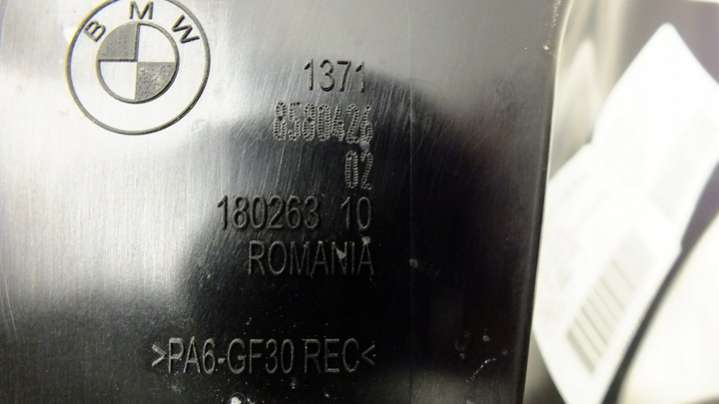 BMW
1371
8580426
02
180263 10
ROMANIA
>PA6-GF30 REC<